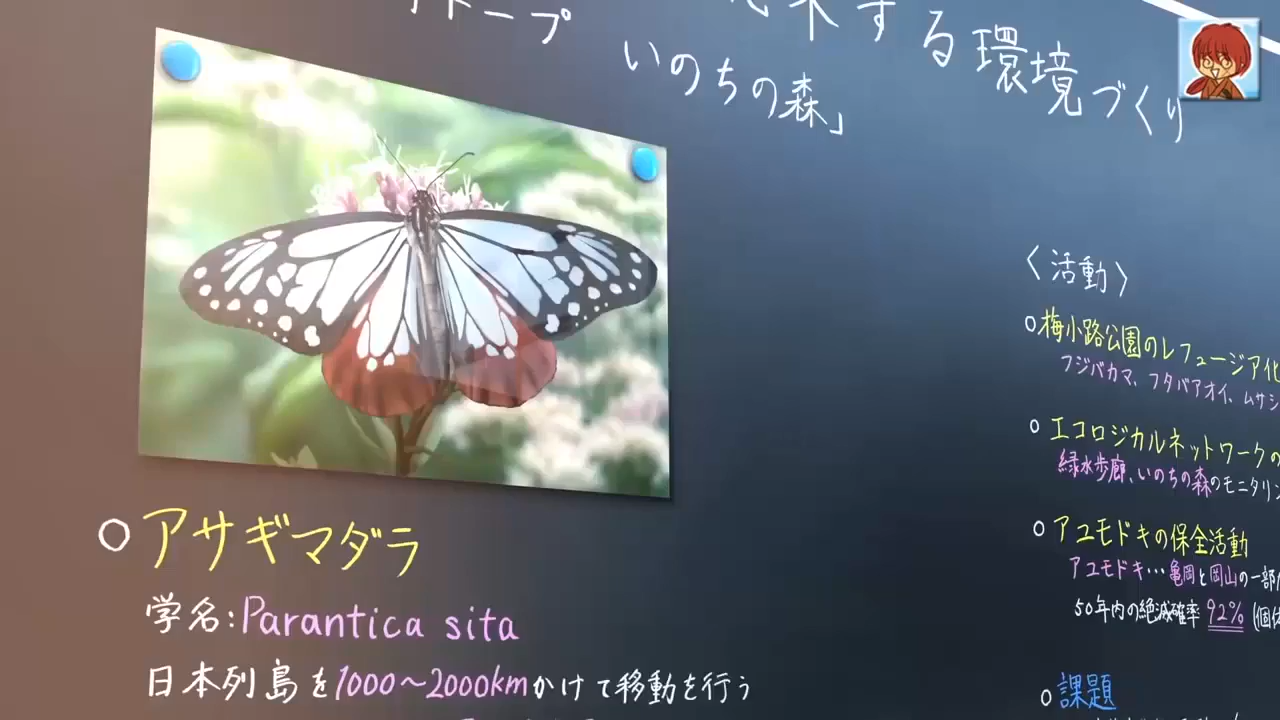 する環境づくり
いのちの森」
○アサギマダラ
学名:Parantica sita
日本列島を1000〜2000kmかけて移動を行う
〈活動〉
○梅小路公園のレフュージア化
フジバカマ、フタバアオイ、ムサシ
○エコロジカルネットワークの
緑水歩廊、いのちの森のモニタリン
○アユモドキの保全活動
アユモドキ…亀岡と岡山の一部
50年内の絶滅確率 92% (個体
○課題